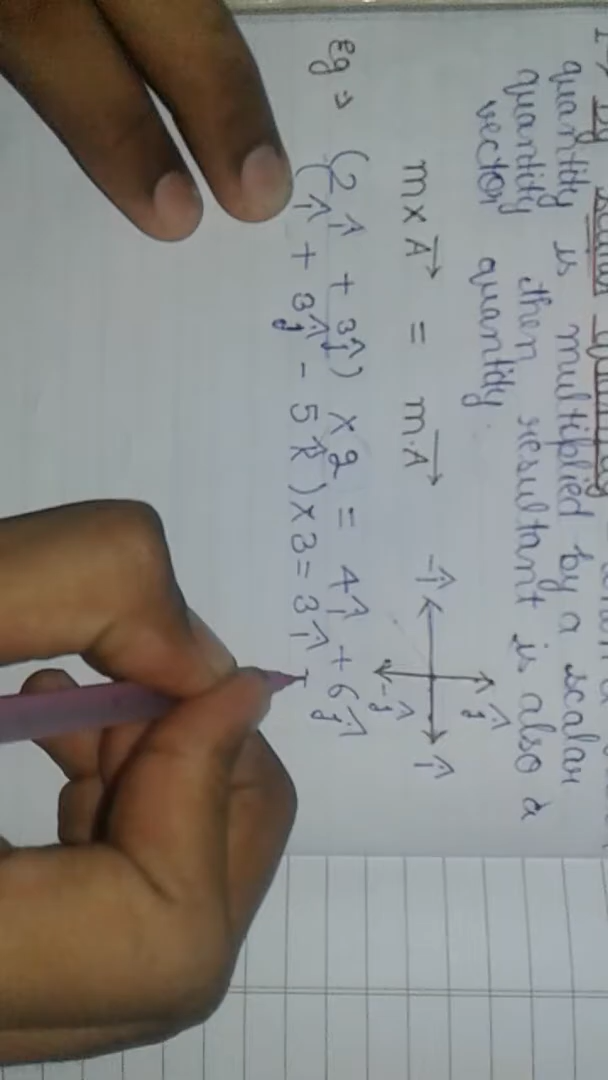 quantity is multiplied by a scalar
quantity then resultant is also a
vector quantity.
m×A⃗ = m.A⃗
-î ĵ î -ĵ
Eg → (2î + 3ĵ) × 2 = 4î + 6ĵ
(î + 3ĵ - 5k̂) × 3 = 3î